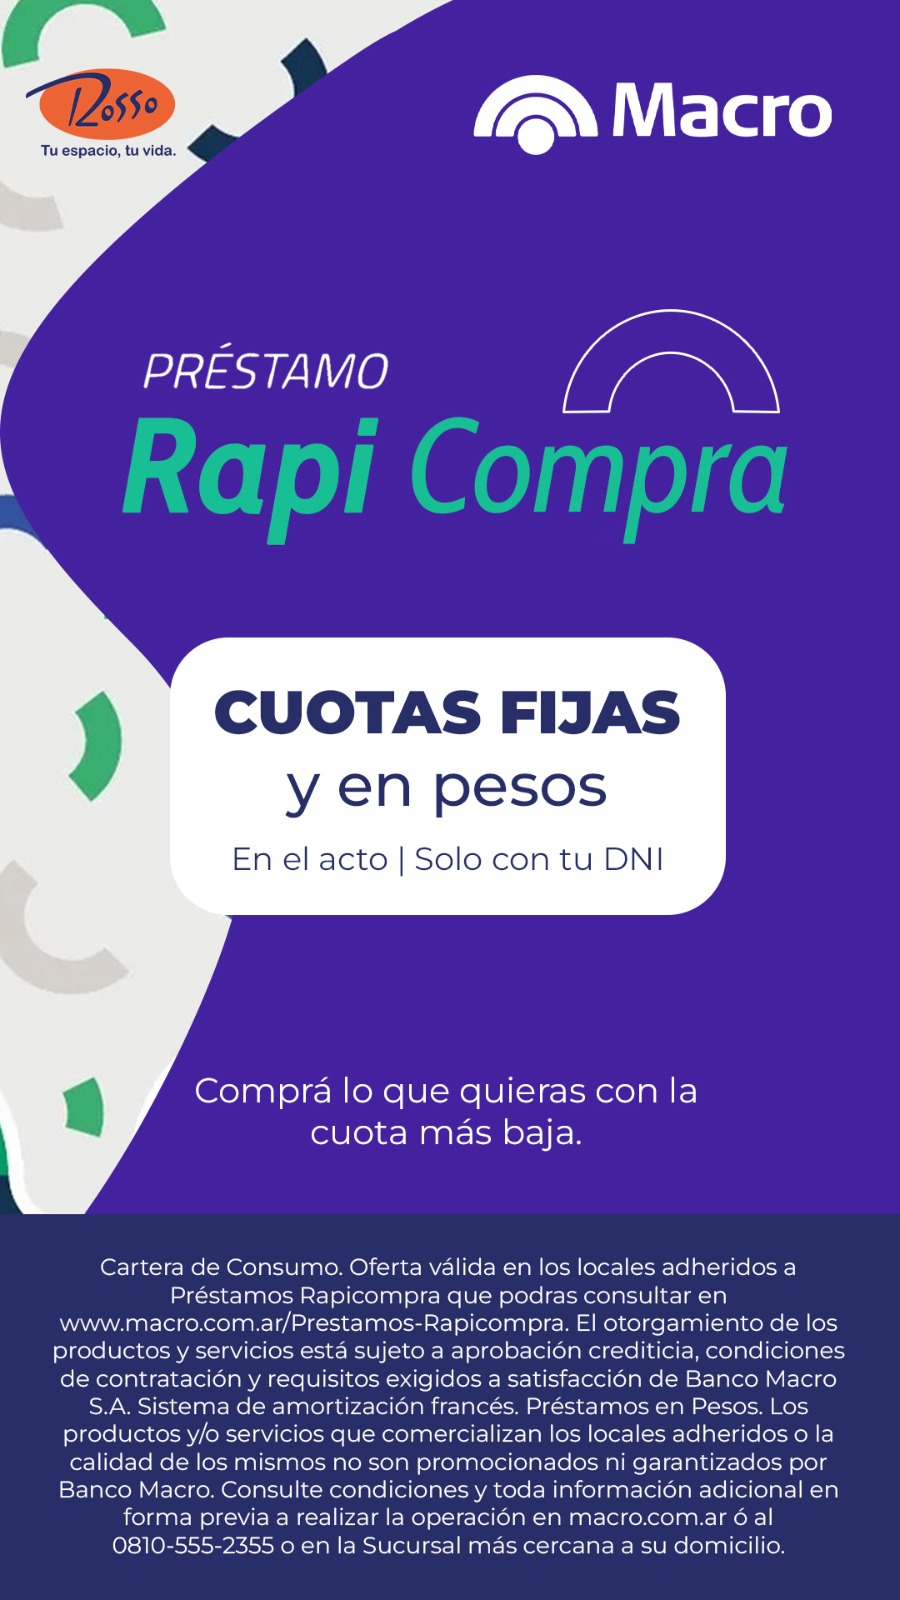 Rosso
Tu espacio, tu vida.
Macro
PRÉSTAMO
Rapi Compra
CUOTAS FIJAS
y en pesos
En el acto | Solo con tu DNI
Comprá lo que quieras con la
cuota más baja.
Cartera de Consumo. Oferta válida en los locales adheridos a
Préstamos Rapicompra que podras consultar en
www.macro.com.ar/Prestamos-Rapicompra. El otorgamiento de los
productos y servicios está sujeto a aprobación crediticia, condiciones
de contratación y requisitos exigidos a satisfacción de Banco Macro
S.A. Sistema de amortización francés. Préstamos en Pesos. Los
productos y/o servicios que comercializan los locales adheridos o la
calidad de los mismos no son promocionados ni garantizados por
Banco Macro. Consulte condiciones y toda información adicional en
forma previa a realizar la operación en macro.com.ar ó al
0810-555-2355 o en la Sucursal más cercana a su domicilio.